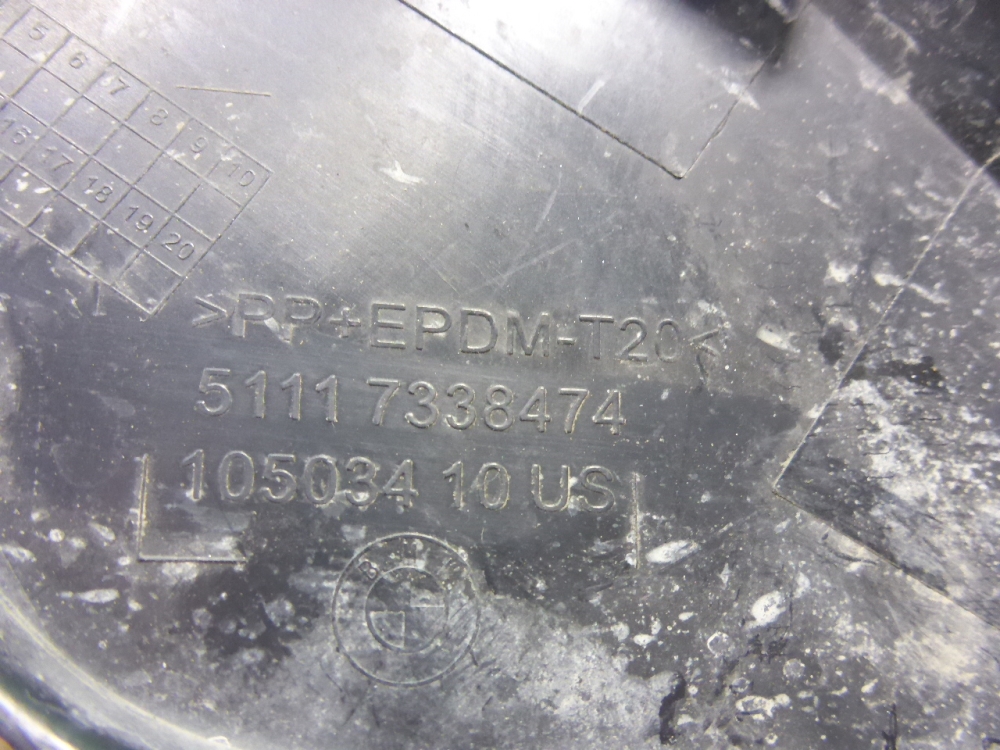 5 6 7 8 9 10
16 17 18 19 20
>PP+EPDM-T20<
5111 7338474
105034 10 US
BMW